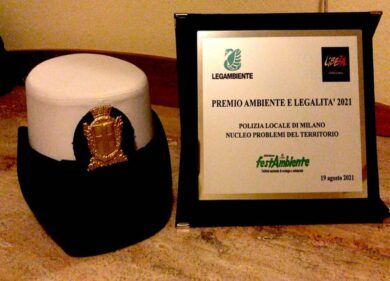 LEGAMBIENTE
LIBERA
PREMIO AMBIENTE E LEGALITA' 2021
POLIZIA LOCALE DI MILANO
NUCLEO PROBLEMI DEL TERRITORIO
festAmbiente
19 agosto 2021